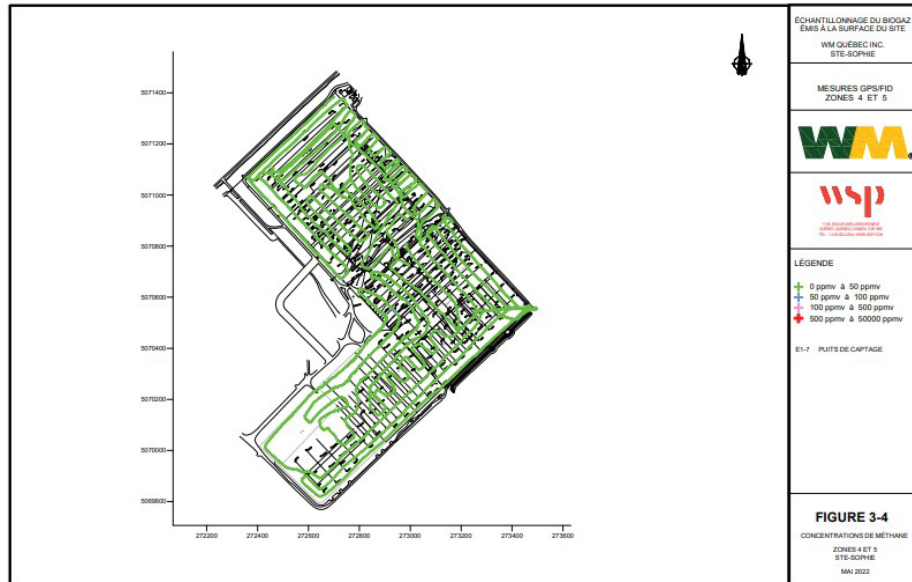 ÉCHANTILLONNAGE DU BIOGAZ
ÉMIS À LA SURFACE DU SITE
WM QUÉBEC INC.
STE-SOPHIE
MESURES GPS/FID
ZONES 4 ET 5
WM
wsp
LÉGENDE
0 ppmv à 50 ppmv
50 ppmv à 100 ppmv
100 ppmv à 500 ppmv
500 ppmv à 50000 ppmv
E1-7 PUITS DE CAPTAGE
FIGURE 3-4
CONCENTRATIONS DE MÉTHANE
ZONES 4 ET 5
STE-SOPHIE
MAI 2022
5071400
5071200
5071000
5070800
5070600
5070400
5070200
5070000
5069800
272200
272400
272600
272800
273000
273200
273400
273600